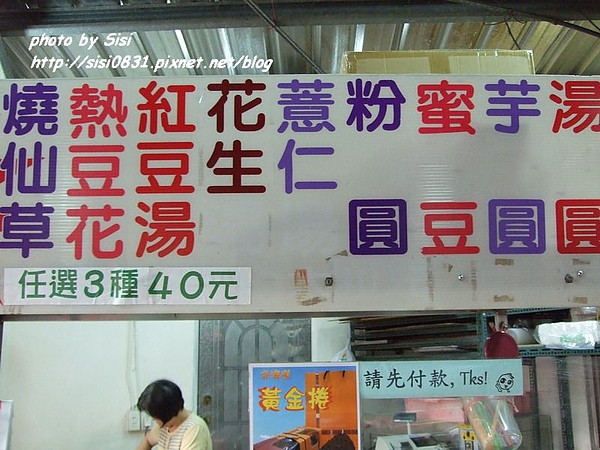 photo by Sisi
http://sisi0831.pixnet.net/blog
燒仙草
熱豆花
紅豆湯
花生
薏仁
粉圓
蜜豆
芋圓
湯圓
任選3種40元
請先付款, Tks!
黃金捲